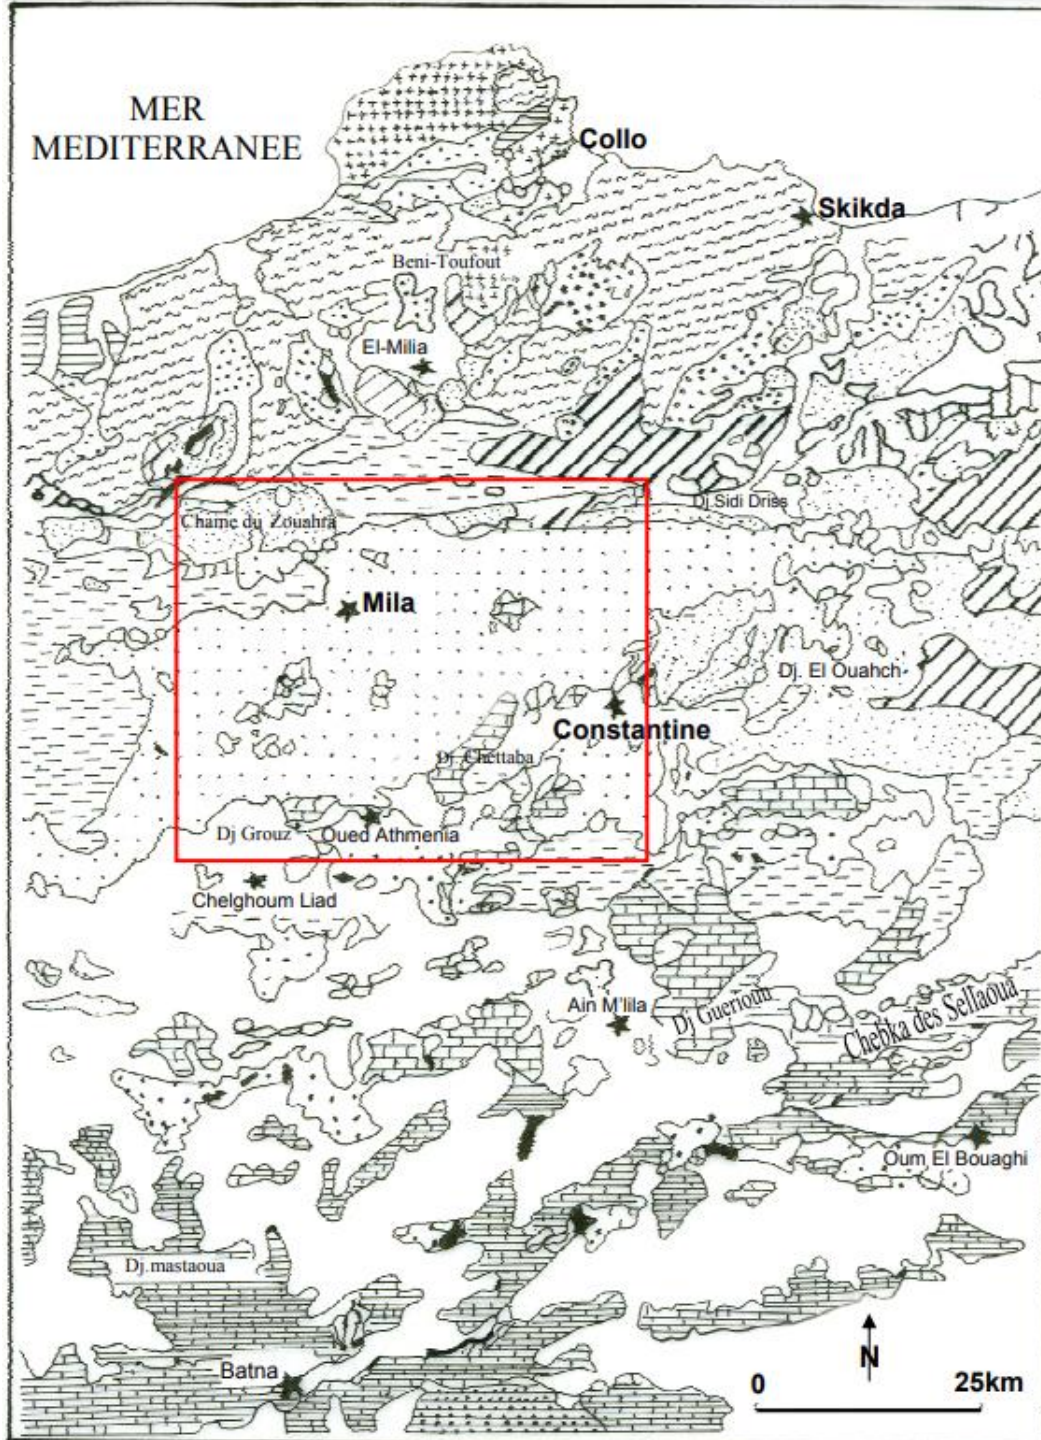 MER
MEDITERRANEE
Collo
Skikda
Beni-Toufout
El-Milia
Dj Sidi Driss
Chaine du Zouahra
Mila
Dj. El Ouahch
Constantine
Dj. Chettaba
Dj Grouz
Oued Athmenia
Chelghoum Liad
Ain M'lila
Dj Guerioun
Chebka des Sellaoua
Oum El Bouaghi
Dj.mastaoua
Batna
N
0 25km